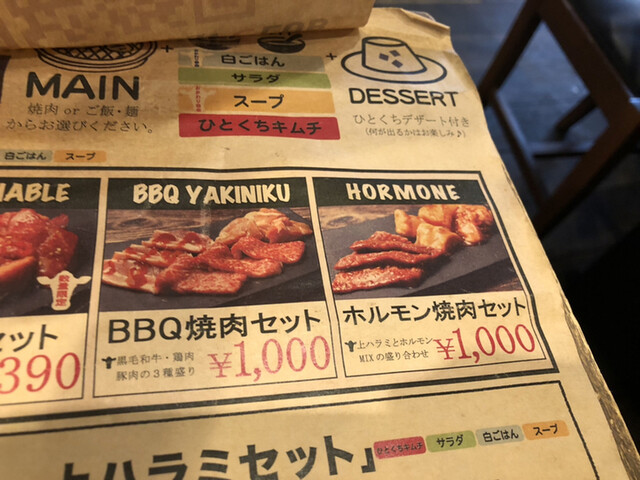 MAIN
焼肉 or ご飯・麺
からお選びください。
+
白ごはん
サラダ
スープ
ひとくちキムチ
+
DESSERT
ひとくちデザート付き
(何が出るかはお楽しみ♪)
白ごはん スープ
数量限定
セット
390
BBQ YAKINIKU
BBQ焼肉セット
黒毛和牛・鶏肉
豚肉の3種盛り
¥1,000
HORMONE
ホルモン焼肉セット
上ハラミとホルモン
MIXの盛り合わせ
¥1,000
上ハラミセット」
ひとくちキムチ サラダ 白ごはん スープ